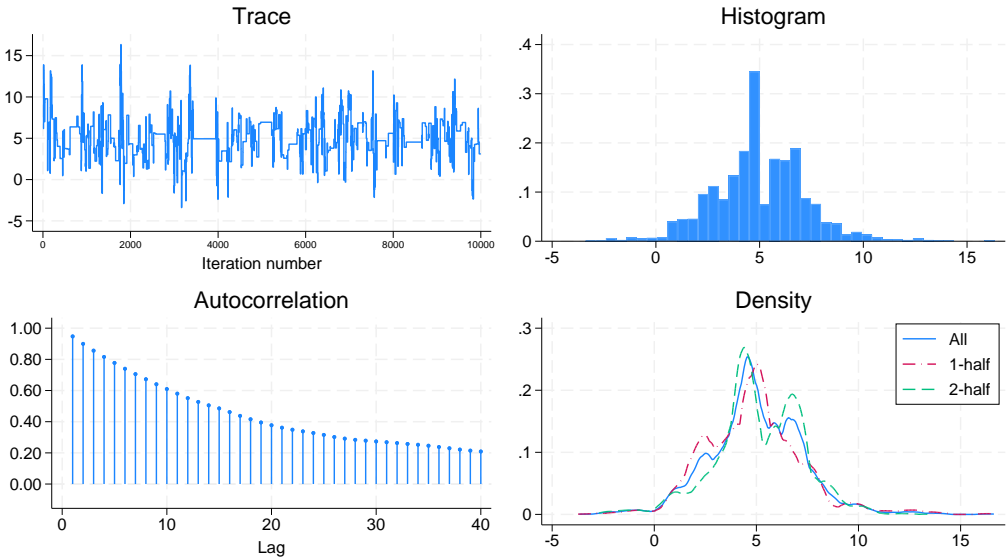 Trace
15
10
5
0
-5
0 2000 4000 6000 8000 10000
Iteration number
Histogram
.4
.3
.2
.1
0
-5 0 5 10 15
Autocorrelation
1.00
0.80
0.60
0.40
0.20
0.00
0 10 20 30 40
Lag
Density
.3
.2
.1
0
-5 0 5 10 15
All
1-half
2-half